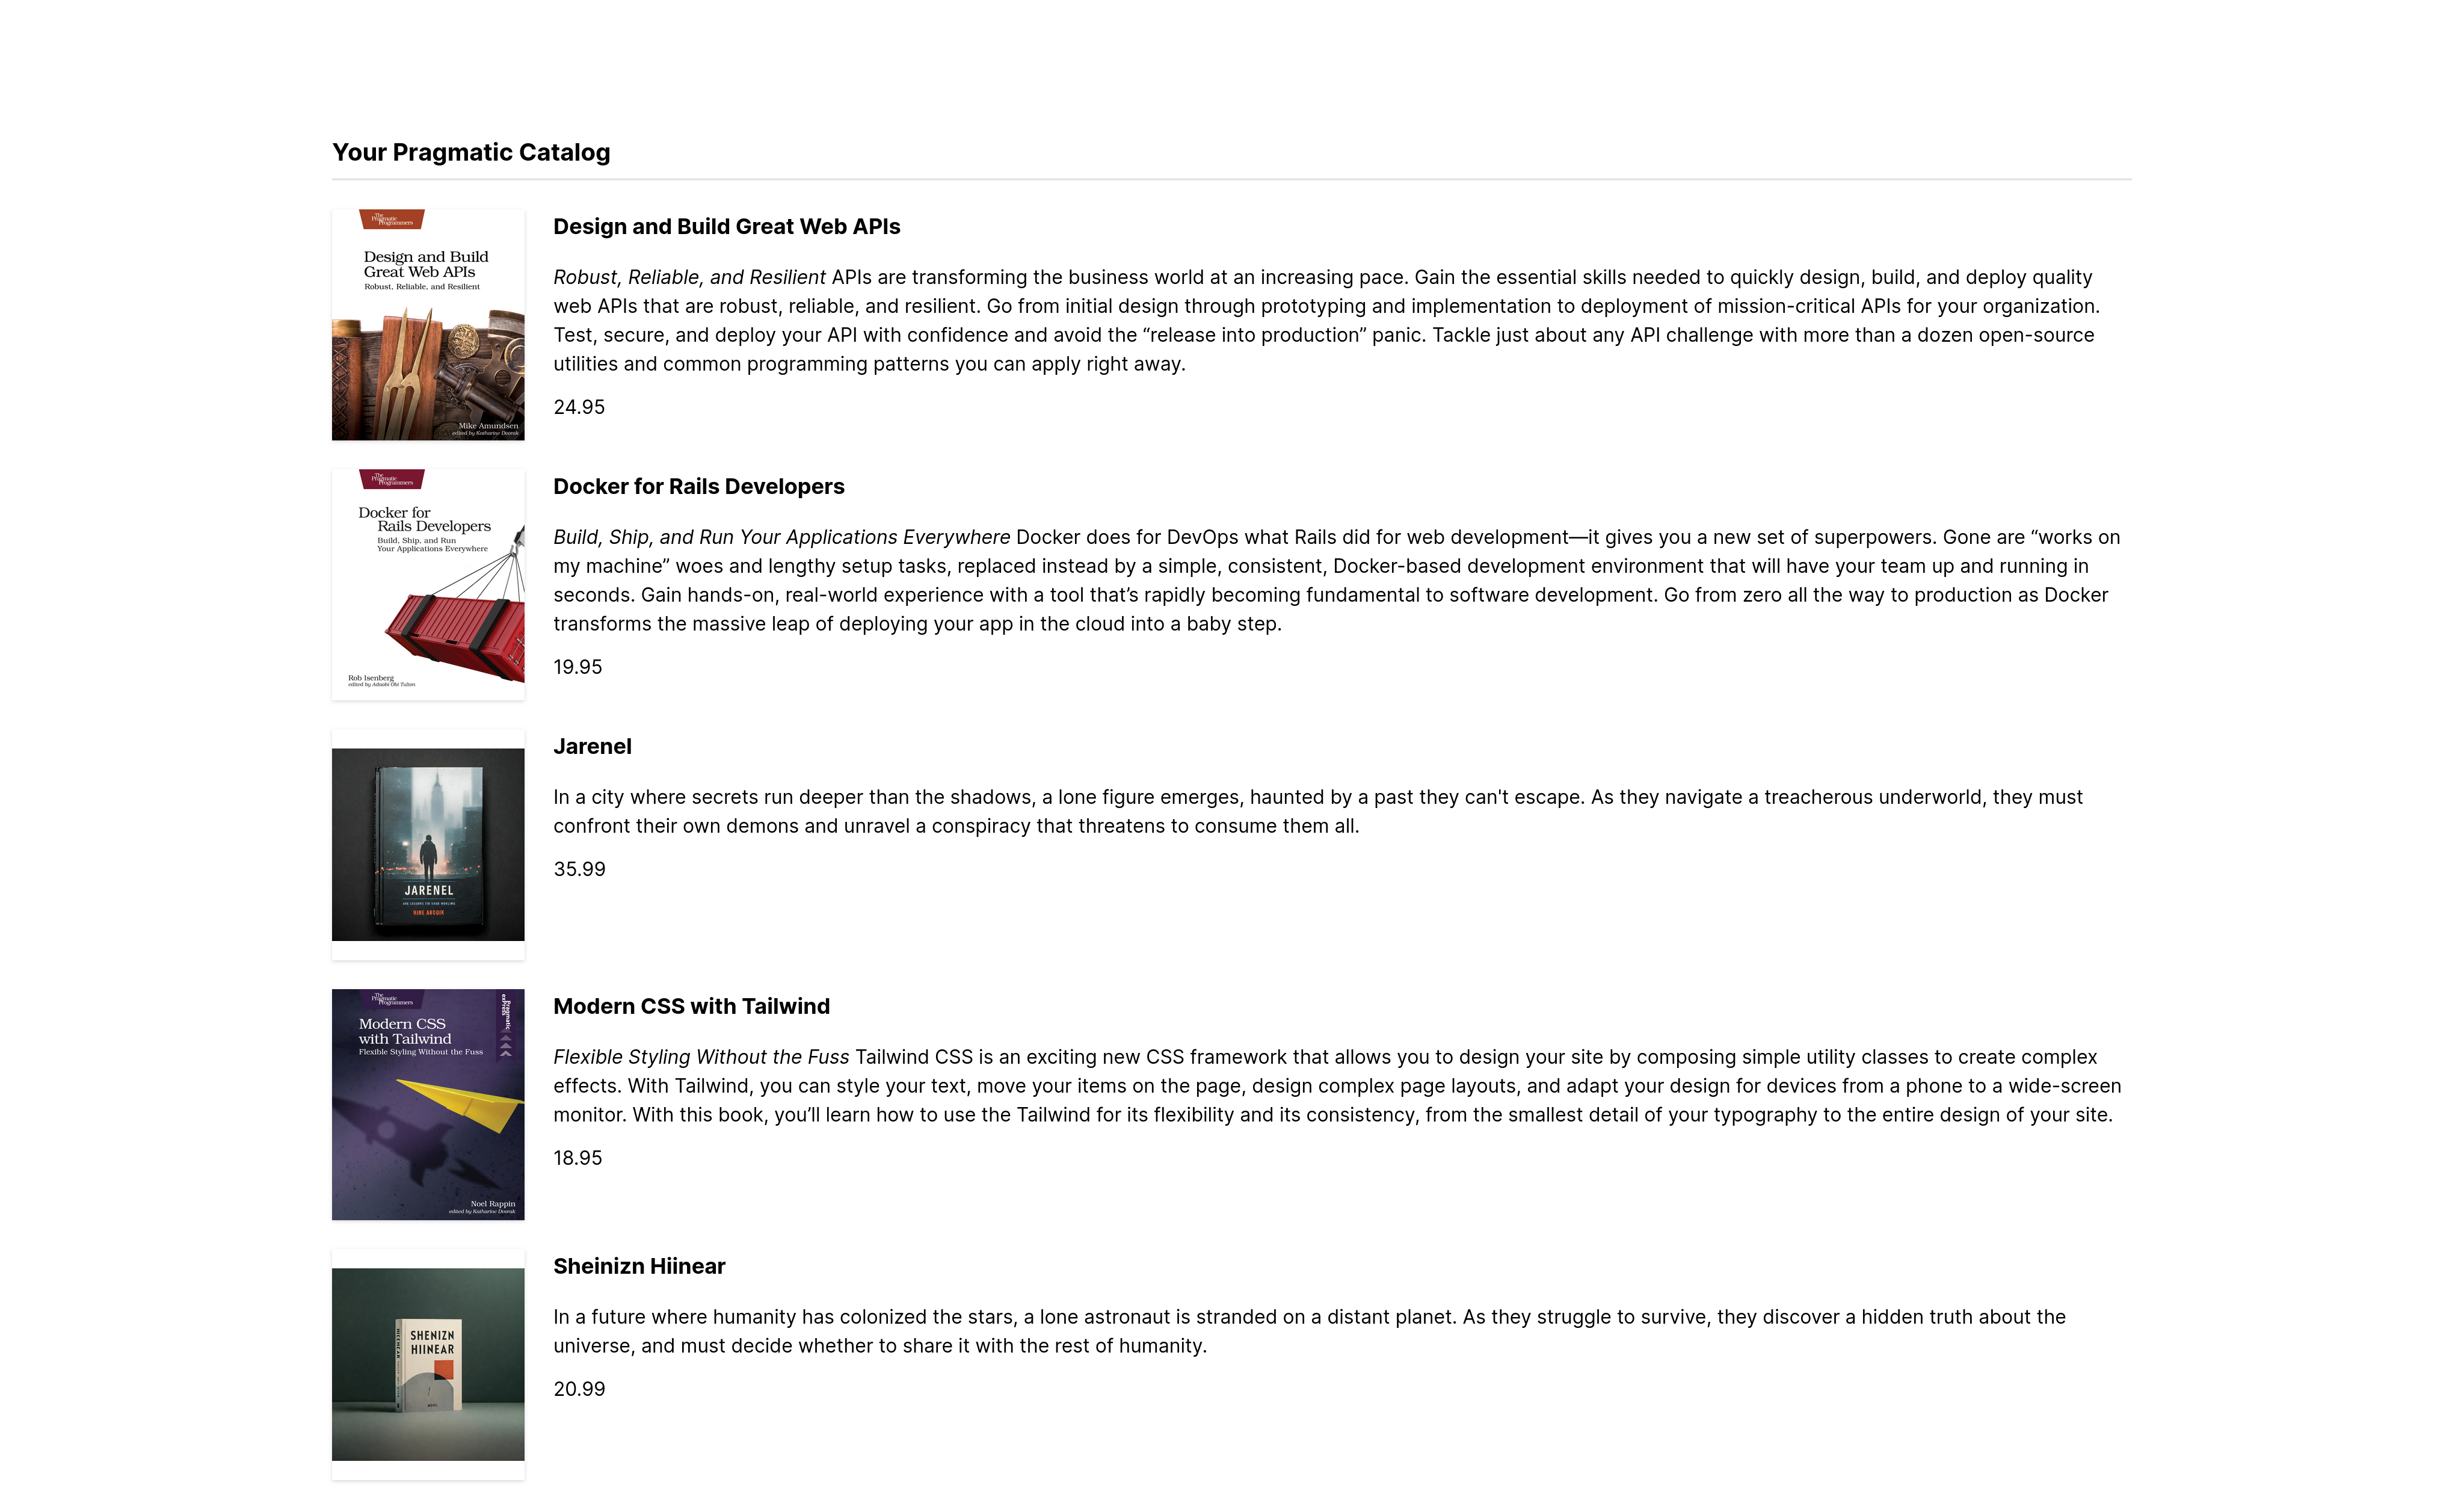 Your Pragmatic Catalog
The
Pragmatic
Programmers
Design and Build
Great Web APIs
Robust, Reliable, and Resilient
Mike Amundsen
edited by Katharine Dvorak
Design and Build Great Web APIs
Robust, Reliable, and Resilient APIs are transforming the business world at an increasing pace. Gain the essential skills needed to quickly design, build, and deploy quality
web APIs that are robust, reliable, and resilient. Go from initial design through prototyping and implementation to deployment of mission-critical APIs for your organization.
Test, secure, and deploy your API with confidence and avoid the “release into production” panic. Tackle just about any API challenge with more than a dozen open-source
utilities and common programming patterns you can apply right away.
24.95
The
Pragmatic
Programmers
Docker for
Rails Developers
Build, Ship, and Run
Your Applications Everywhere
Rob Isenberg
edited by Adaobi Obi Tulton
Docker for Rails Developers
Build, Ship, and Run Your Applications Everywhere Docker does for DevOps what Rails did for web development—it gives you a new set of superpowers. Gone are “works on
my machine” woes and lengthy setup tasks, replaced instead by a simple, consistent, Docker-based development environment that will have your team up and running in
seconds. Gain hands-on, real-world experience with a tool that’s rapidly becoming fundamental to software development. Go from zero all the way to production as Docker
transforms the massive leap of deploying your app in the cloud into a baby step.
19.95
JARENEL
Jarenel
In a city where secrets run deeper than the shadows, a lone figure emerges, haunted by a past they can't escape. As they navigate a treacherous underworld, they must
confront their own demons and unravel a conspiracy that threatens to consume them all.
35.99
The
Pragmatic
Programmers
Pragmatic
exPress
Modern CSS
with Tailwind
Flexible Styling Without the Fuss
Noel Rappin
edited by Katharine Dvorak
Modern CSS with Tailwind
Flexible Styling Without the Fuss Tailwind CSS is an exciting new CSS framework that allows you to design your site by composing simple utility classes to create complex
effects. With Tailwind, you can style your text, move your items on the page, design complex page layouts, and adapt your design for devices from a phone to a wide-screen
monitor. With this book, you’ll learn how to use the Tailwind for its flexibility and its consistency, from the smallest detail of your typography to the entire design of your site.
18.95
SHENIZN
HIINEAR
Sheinizn Hiinear
In a future where humanity has colonized the stars, a lone astronaut is stranded on a distant planet. As they struggle to survive, they discover a hidden truth about the
universe, and must decide whether to share it with the rest of humanity.
20.99